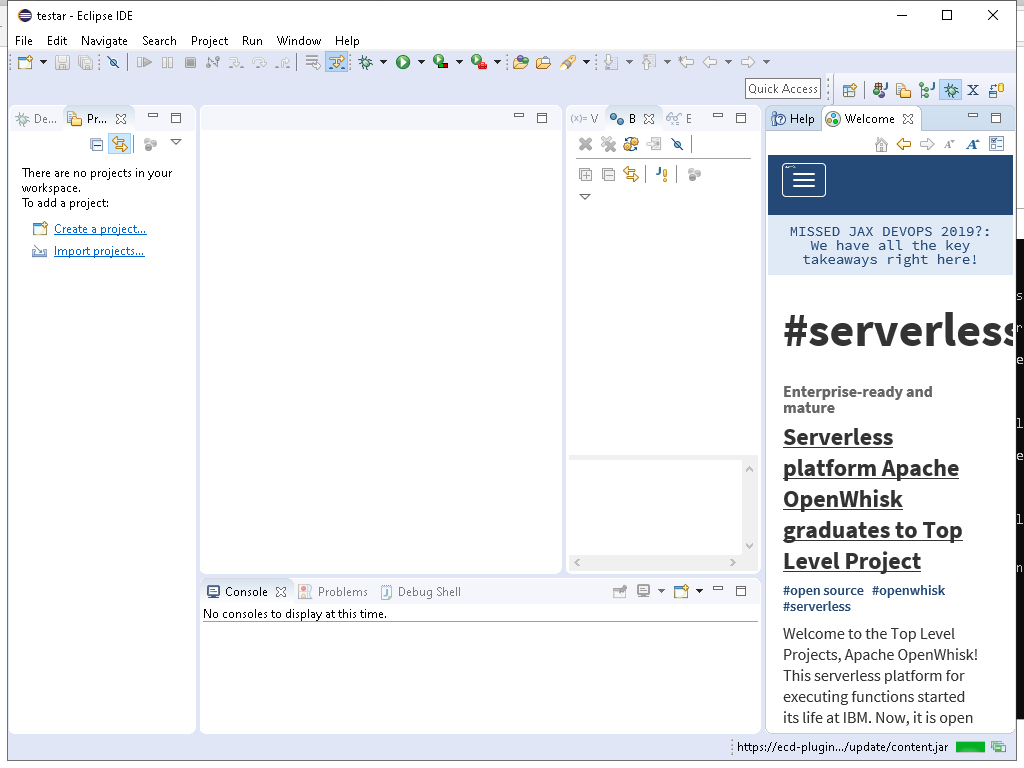 testar - Eclipse IDE
File Edit Navigate Search Project Run Window Help
Quick Access
De... Pr...
(x)= V B E
Help Welcome
There are no projects in your
workspace.
To add a project:
Create a project...
Import projects...
MISSED JAX DEVOPS 2019?:
We have all the key
takeaways right here!
#serverless
Enterprise-ready and
mature
Serverless
platform Apache
OpenWhisk
graduates to Top
Level Project
#open source #openwhisk
#serverless
Welcome to the Top Level
Projects, Apache OpenWhisk!
This serverless platform for
executing functions started
its life at IBM. Now, it is open
Console Problems Debug Shell
No consoles to display at this time.
https://ecd-plugin.../update/content.jar